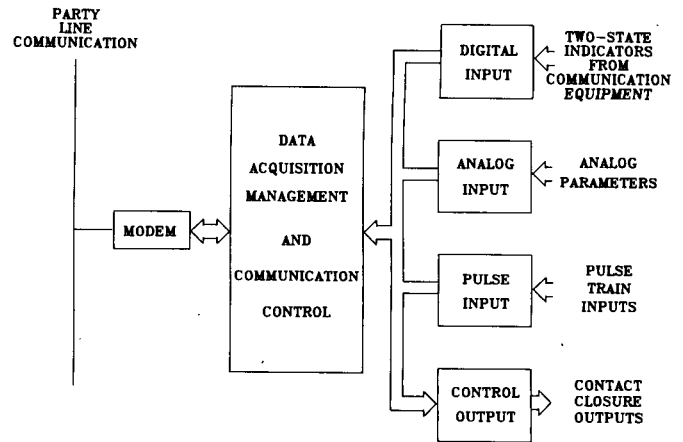 PARTY
LINE
COMMUNICATION
MODEM
DATA
ACQUISITION
MANAGEMENT
AND
COMMUNICATION
CONTROL
DIGITAL
INPUT
TWO-STATE
INDICATORS
FROM
COMMUNICATION
EQUIPMENT
ANALOG
INPUT
ANALOG
PARAMETERS
PULSE
INPUT
PULSE
TRAIN
INPUTS
CONTROL
OUTPUT
CONTACT
CLOSURE
OUTPUTS